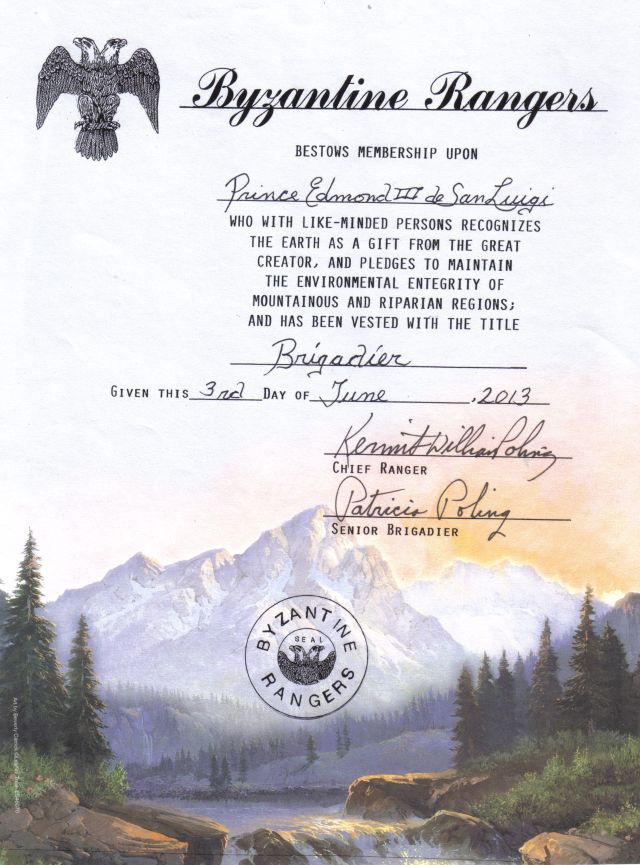 Byzantine Rangers
BESTOWS MEMBERSHIP UPON
Prince Edmond III de San Luigi
WHO WITH LIKE-MINDED PERSONS RECOGNIZES
THE EARTH AS A GIFT FROM THE GREAT
CREATOR, AND PLEDGES TO MAINTAIN
THE ENVIRONMENTAL ENTEGRITY OF
MOUNTAINOUS AND RIPARIAN REGIONS;
AND HAS BEEN VESTED WITH THE TITLE
Brigadier
GIVEN THIS 3rd DAY OF June, 2013
Kermit William Poling
CHIEF RANGER
Patricia Poling
SENIOR BRIGADIER
BYZANTINE
SEAL
RANGERS